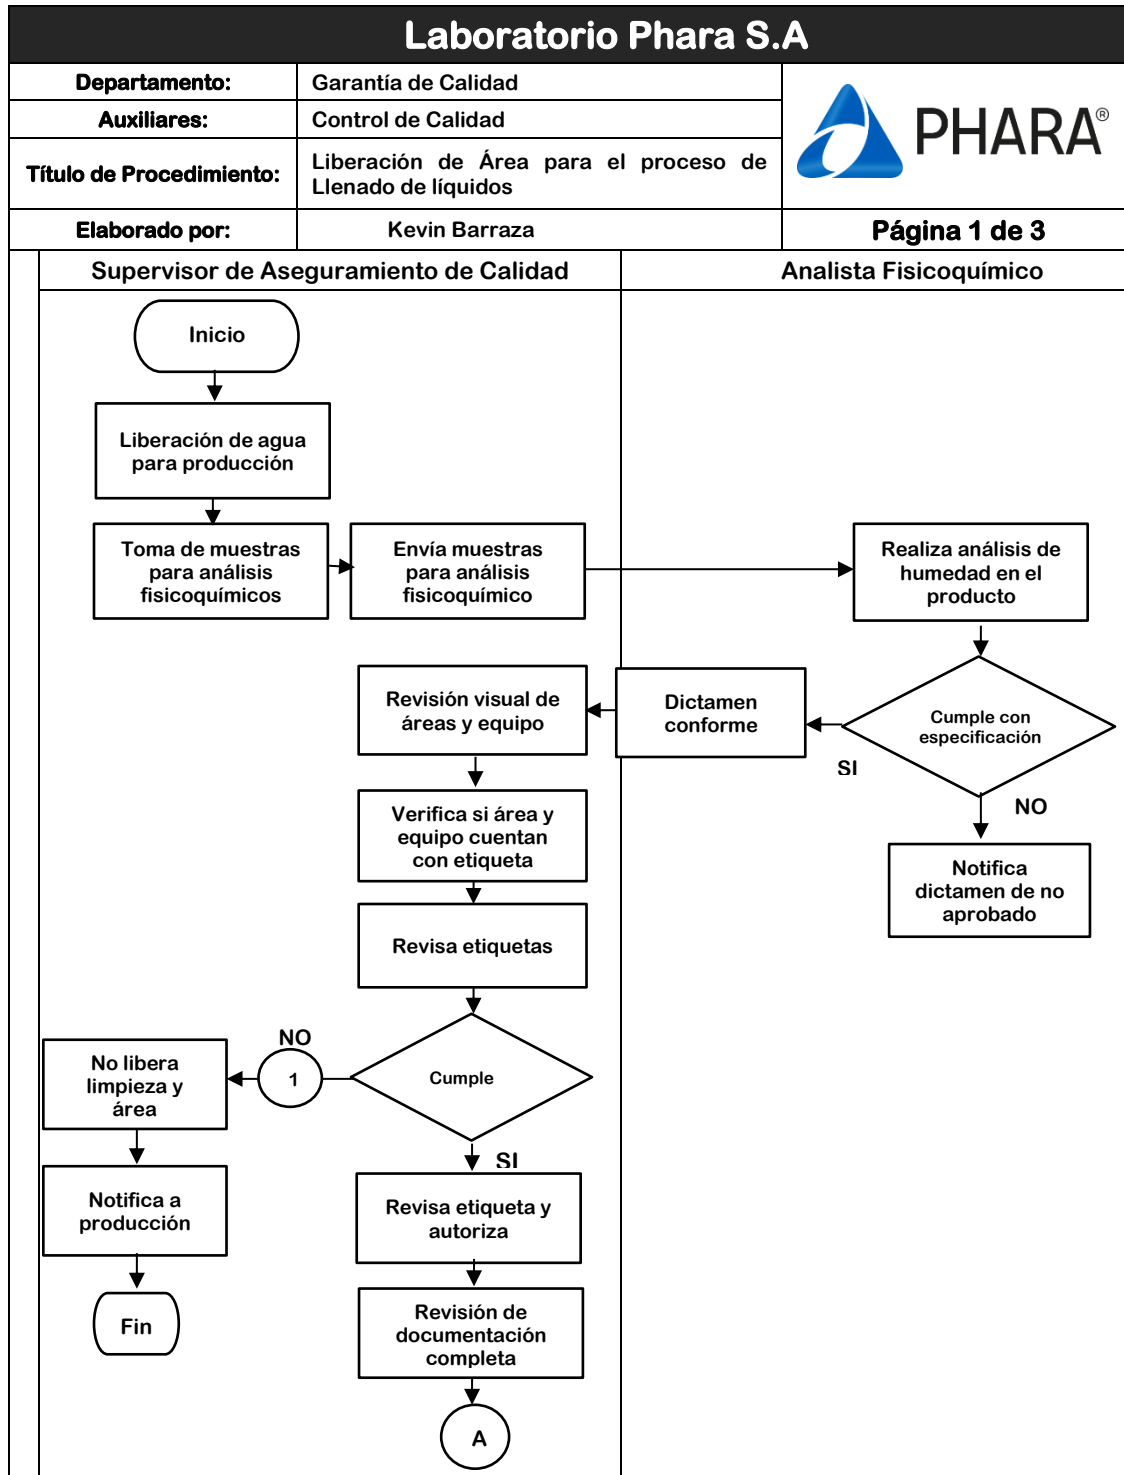 Laboratorio Phara S.A
Departamento:
Garantía de Calidad
Auxiliares:
Control de Calidad
Título de Procedimiento:
Liberación de Área para el proceso de
Llenado de líquidos
PHARA®
Elaborado por:
Kevin Barraza
Página 1 de 3
Supervisor de Aseguramiento de Calidad
Analista Fisicoquímico
Inicio
Liberación de agua
para producción
Toma de muestras
para análisis
fisicoquímicos
Envía muestras
para análisis
fisicoquímico
Realiza análisis de
humedad en el
producto
Cumple con
especificación
SI
NO
Dictamen
conforme
Notifica
dictamen de no
aprobado
Revisión visual de
áreas y equipo
Verifica si área y
equipo cuentan
con etiqueta
Revisa etiquetas
Cumple
NO
1
No libera
limpieza y
área
Notifica a
producción
Fin
SI
Revisa etiqueta y
autoriza
Revisión de
documentación
completa
A